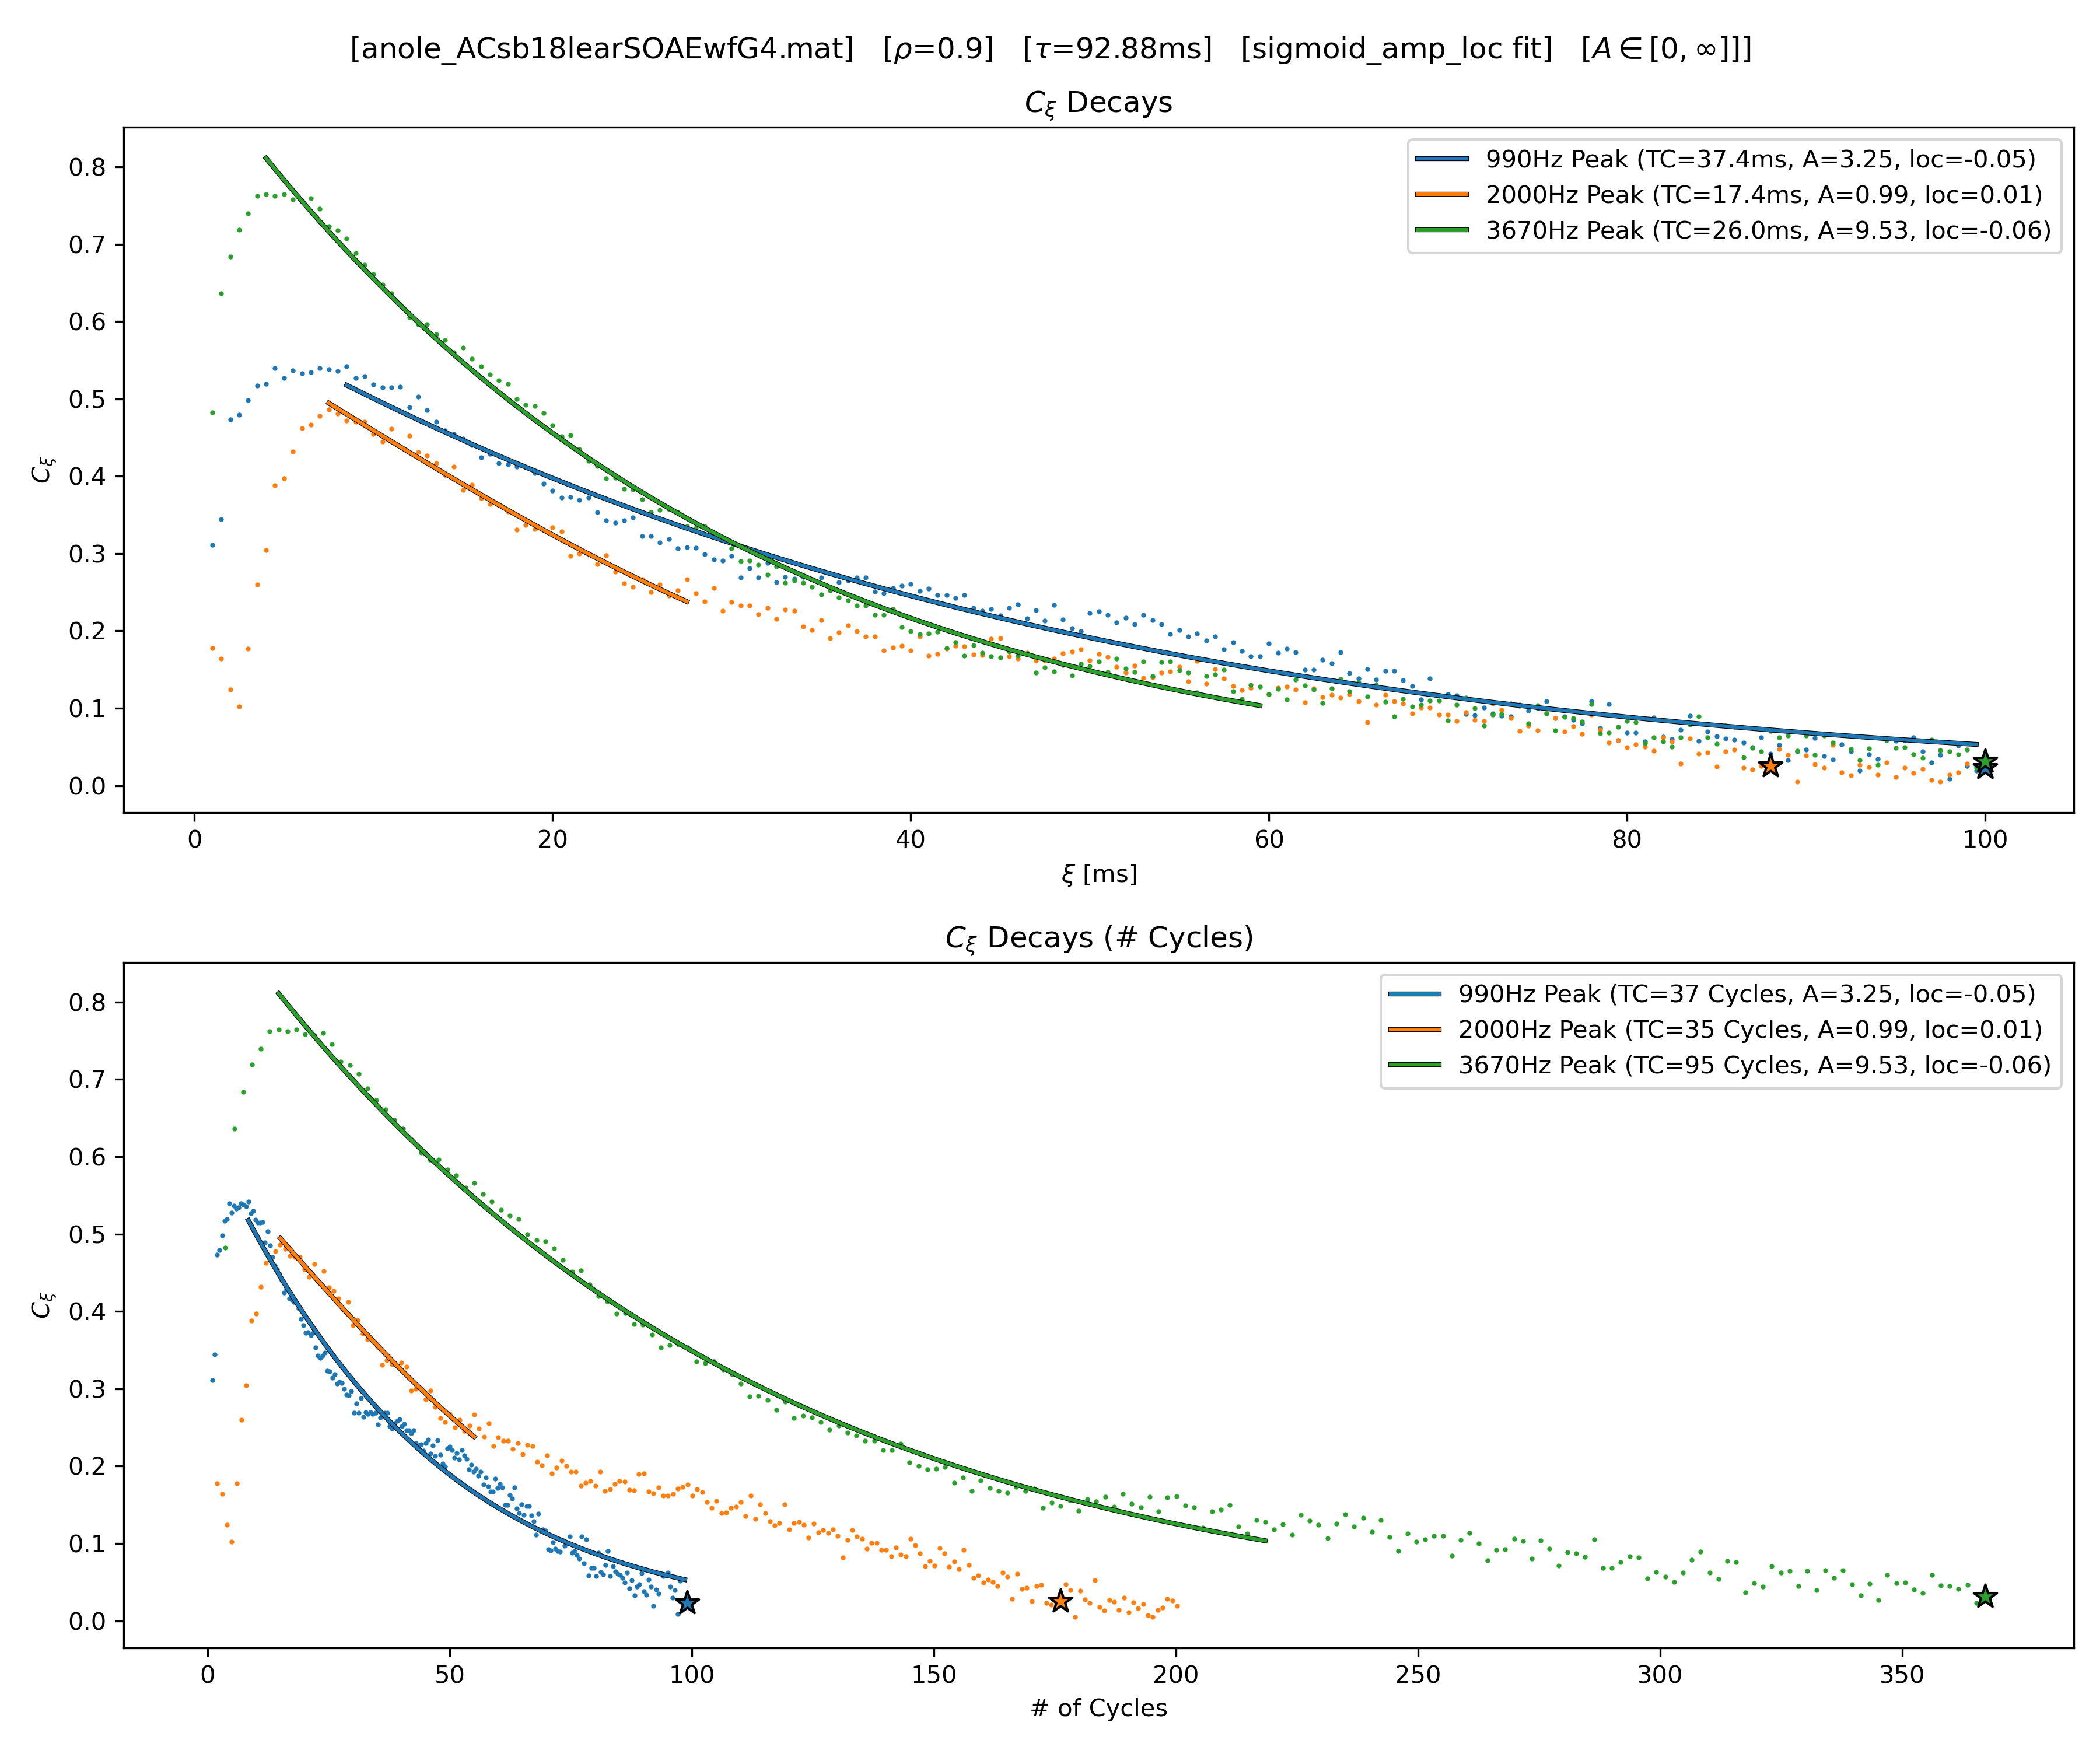 [anole_ACsb18learSOAEwfG4.mat] [ρ=0.9] [τ=92.88ms] [sigmoid_amp_loc fit] [A ∈ [0, ∞]]]
C_ξ Decays
0.8
0.7
0.6
0.5
0.4
0.3
0.2
0.1
0.0
C_ξ
990Hz Peak (TC=37.4ms, A=3.25, loc=-0.05)
2000Hz Peak (TC=17.4ms, A=0.99, loc=0.01)
3670Hz Peak (TC=26.0ms, A=9.53, loc=-0.06)
0 20 40 60 80 100
ξ [ms]
C_ξ Decays (# Cycles)
0.8
0.7
0.6
0.5
0.4
0.3
0.2
0.1
0.0
C_ξ
990Hz Peak (TC=37 Cycles, A=3.25, loc=-0.05)
2000Hz Peak (TC=35 Cycles, A=0.99, loc=0.01)
3670Hz Peak (TC=95 Cycles, A=9.53, loc=-0.06)
0 50 100 150 200 250 300 350
# of Cycles